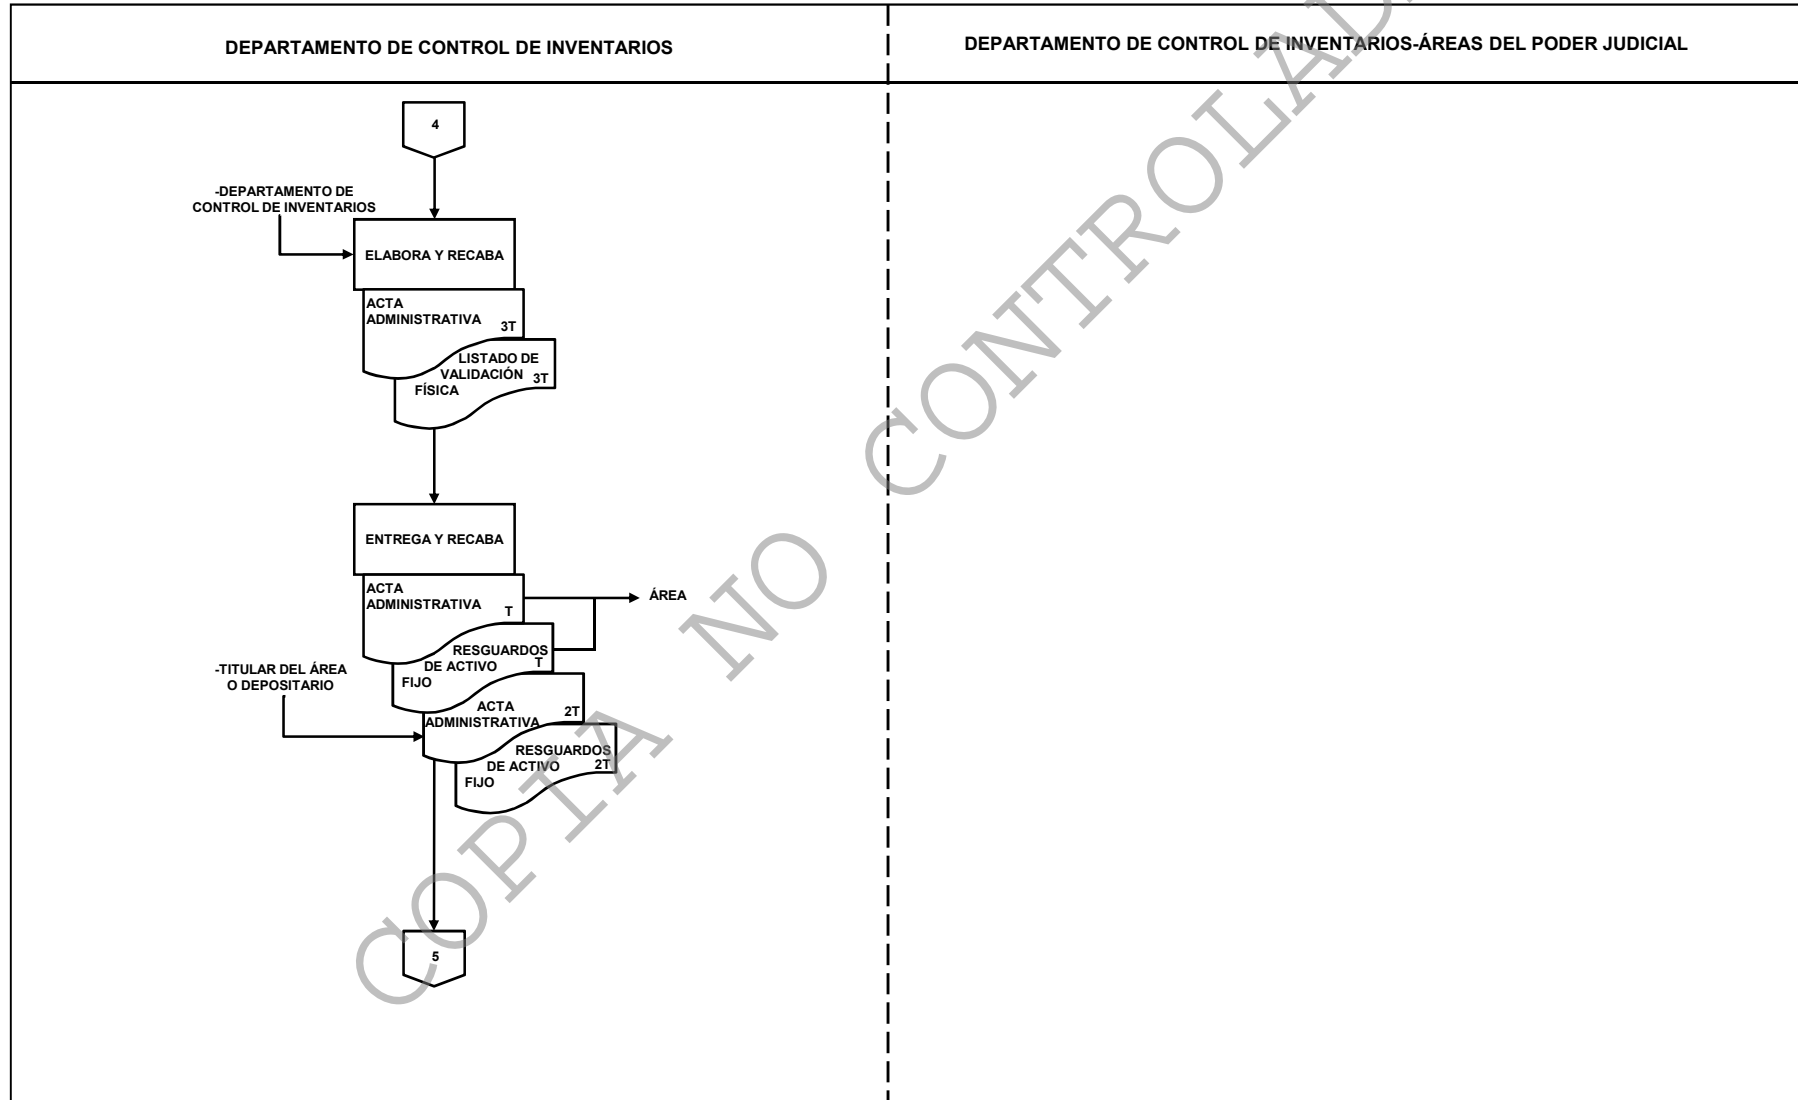 DEPARTAMENTO DE CONTROL DE INVENTARIOS
DEPARTAMENTO DE CONTROL DE INVENTARIOS-ÁREAS DEL PODER JUDICIAL
4
-DEPARTAMENTO DE
CONTROL DE INVENTARIOS
ELABORA Y RECABA
ACTA
ADMINISTRATIVA
3T
LISTADO DE
VALIDACIÓN
3T
FÍSICA
ENTREGA Y RECABA
ACTA
ADMINISTRATIVA
T
ÁREA
RESGUARDOS
DE ACTIVO
T
FIJO
-TITULAR DEL ÁREA
O DEPOSITARIO
ACTA
2T
ADMINISTRATIVA
RESGUARDOS
DE ACTIVO
2T
FIJO
5
COPIA NO CONTROLAD